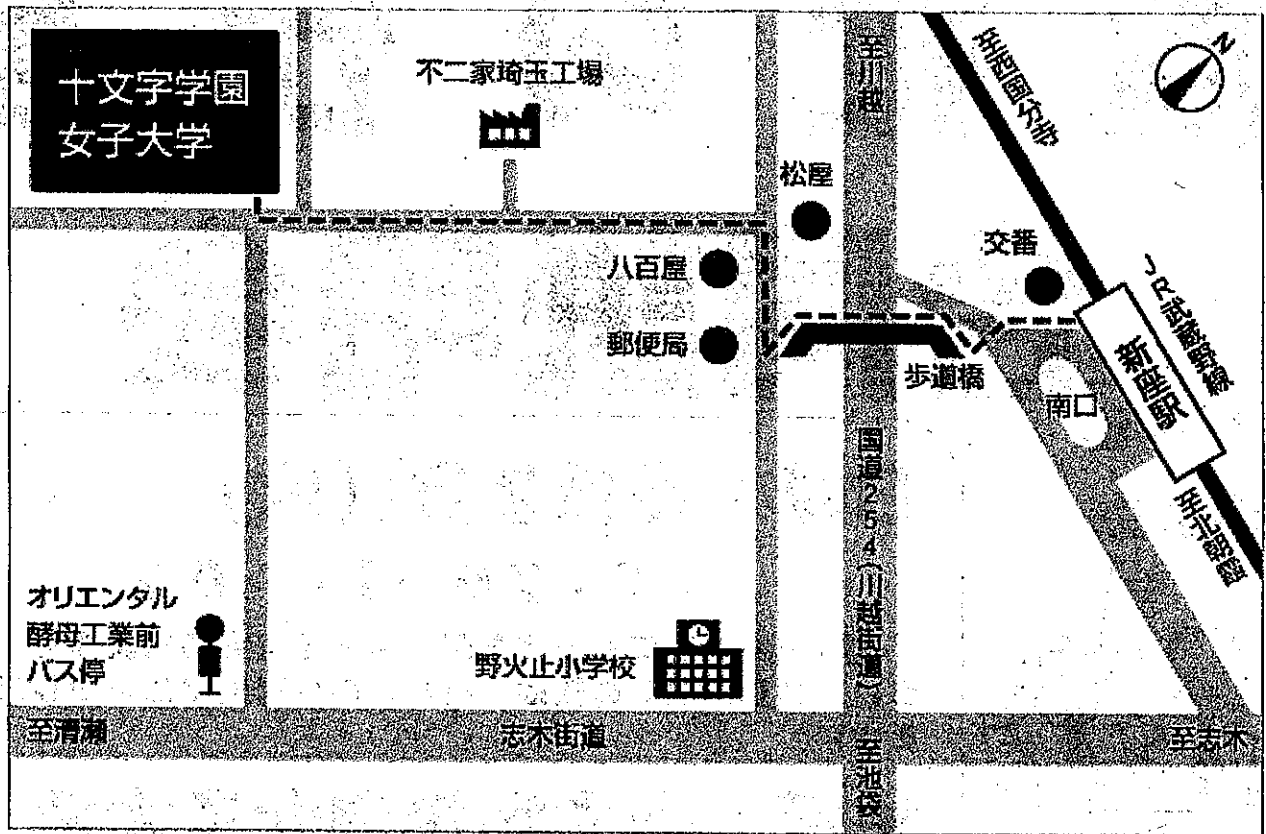 十文字学園
女子大学
不二家埼玉工場
至川越
至西国分寺
N
松屋
交番
JR武蔵野線
八百屋
郵便局
歩道橋
新座駅
南口
国道254(川越街道)
至北朝霞
オリエンタル
酵母工業前
バス停
野火止小学校
至清瀬
志木街道
至池袋
至志木